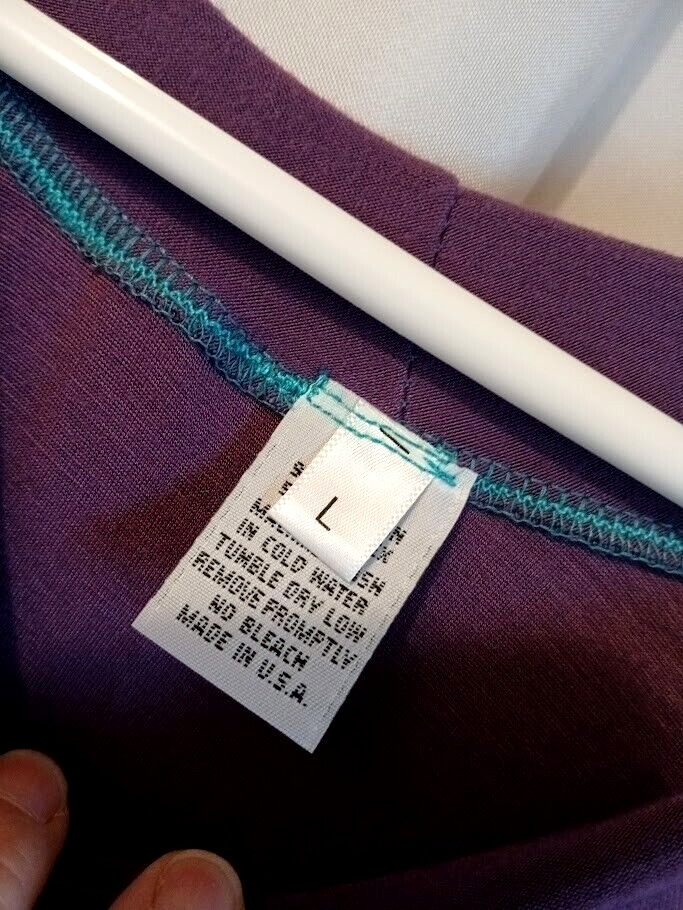 L
IN COLD WATER
TUMBLE DRY LOW
REMOVE PROMPTLY
NO BLEACH
MADE IN U.S.A.